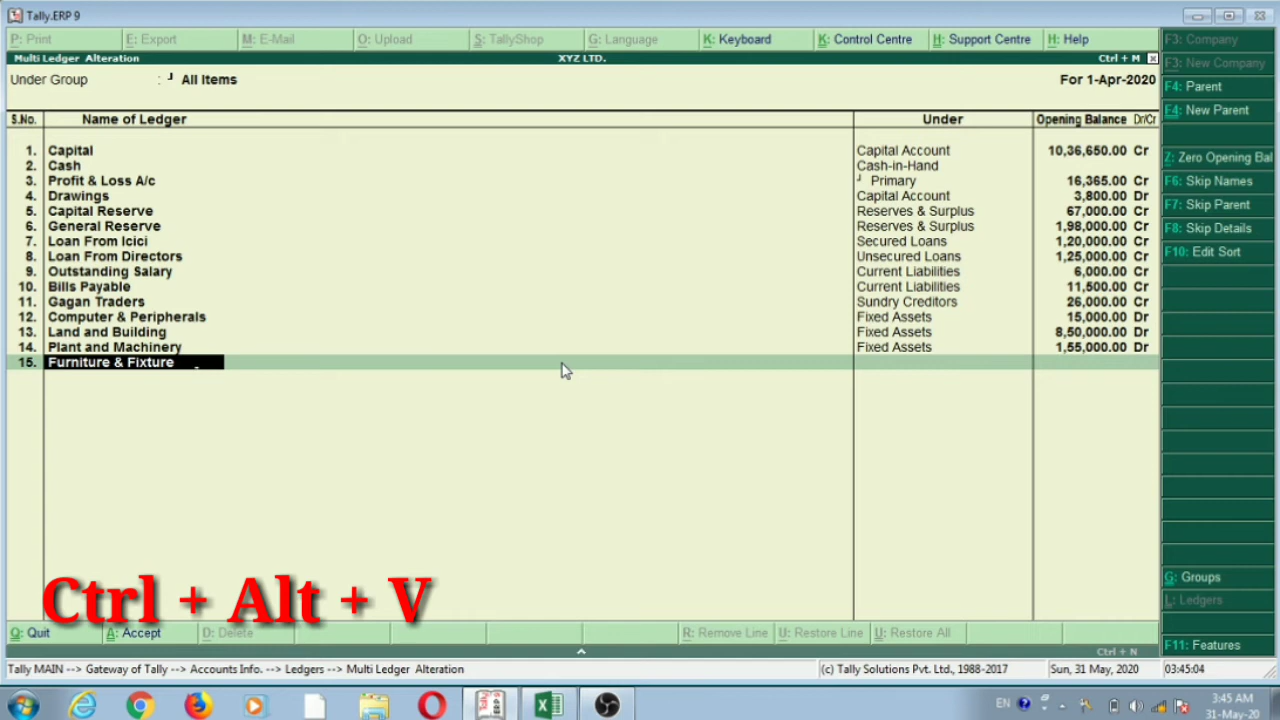 Tally.ERP 9
P: Print E: Export M: E-Mail O: Upload S: TallyShop G: Language K: Keyboard K: Control Centre H: Support Centre H: Help
Multi Ledger Alteration XYZ LTD. Ctrl + M
Under Group : ┘ All Items For 1-Apr-2020
S.No. Name of Ledger Under Opening Balance Dr/Cr
1. Capital Capital Account 10,36,650.00 Cr
2. Cash Cash-in-Hand
3. Profit & Loss A/c ┘ Primary 16,365.00 Cr
4. Drawings Capital Account 3,800.00 Dr
5. Capital Reserve Reserves & Surplus 67,000.00 Cr
6. General Reserve Reserves & Surplus 1,98,000.00 Cr
7. Loan From Icici Secured Loans 1,20,000.00 Cr
8. Loan From Directors Unsecured Loans 1,25,000.00 Cr
9. Outstanding Salary Current Liabilities 6,000.00 Cr
10. Bills Payable Current Liabilities 11,500.00 Cr
11. Gagan Traders Sundry Creditors 26,000.00 Cr
12. Computer & Peripherals Fixed Assets 15,000.00 Dr
13. Land and Building Fixed Assets 8,50,000.00 Dr
14. Plant and Machinery Fixed Assets 1,55,000.00 Dr
15. Furniture & Fixture
F3: Company
F3: New Company
F4: Parent
F4: New Parent
Z: Zero Opening Bal
F6: Skip Names
F7: Skip Parent
F8: Skip Details
F10: Edit Sort
G: Groups
L: Ledgers
F11: Features
Ctrl + Alt + V
Q: Quit A: Accept D: Delete R: Remove Line U: Restore Line U: Restore All
Ctrl + N
Tally MAIN --> Gateway of Tally --> Accounts Info. --> Ledgers --> Multi Ledger Alteration (c) Tally Solutions Pvt. Ltd., 1988-2017 Sun, 31 May, 2020 03:45:04
EN 3:45 AM
31-May-20